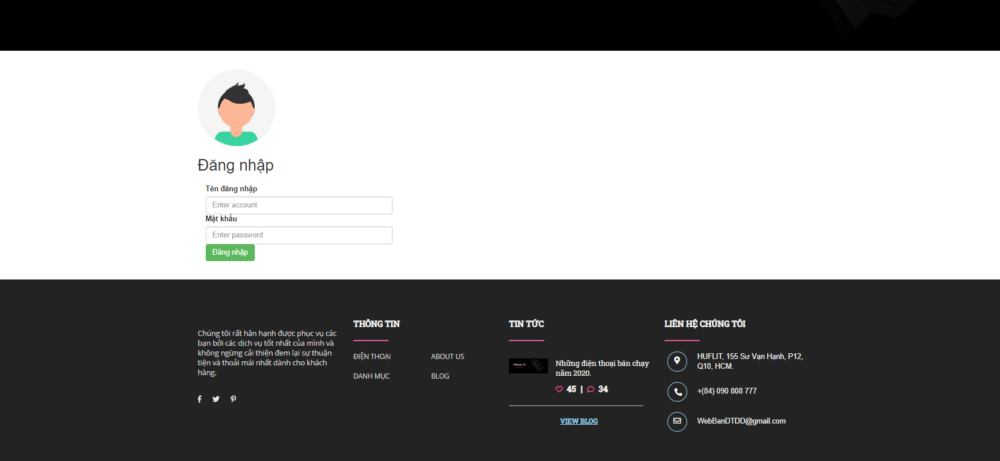 Đăng nhập
Tên đăng nhập
Enter account
Mật khẩu
Enter password
Đăng nhập
Chúng tôi rất hân hạnh được phục vụ các
bạn bởi các dịch vụ tốt nhất của mình và
không ngừng cải thiện đem lại sự thuận
tiện và thoải mái nhất dành cho khách
hàng.
THÔNG TIN
ĐIỆN THOẠI
ABOUT US
DANH MỤC
BLOG
TIN TỨC
iPhone 12
Những điện thoại bán chạy
năm 2020.
45 | 34
VIEW BLOG
LIÊN HỆ CHÚNG TÔI
HUFLIT, 155 Sư Vạn Hạnh, P12,
Q10, HCM.
+(84) 090 808 777
WebBanDTDD@gmail.com